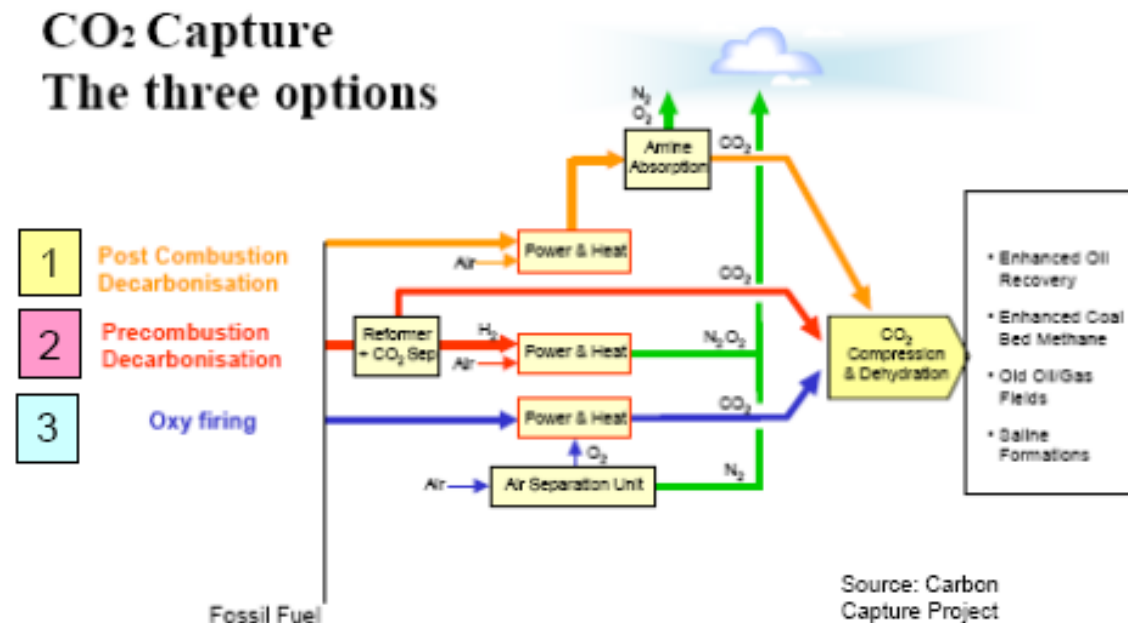 CO₂ Capture
The three options
N₂
O₂
Amine
Absorption
CO₂
1
Post Combustion
Decarbonisation
Air
Power & Heat
CO₂
2
Precombustion
Decarbonisation
Reformer
+ CO₂ Sep
H₂
Air
Power & Heat
N₂O₂
CO₂
Compression
& Dehydration
3
Oxy firing
Power & Heat
CO₂
O₂
Air
Air Separation Unit
N₂
• Enhanced Oil
Recovery
• Enhanced Coal
Bed Methane
• Old Oil/Gas
Fields
• Saline
Formations
Fossil Fuel
Source: Carbon
Capture Project